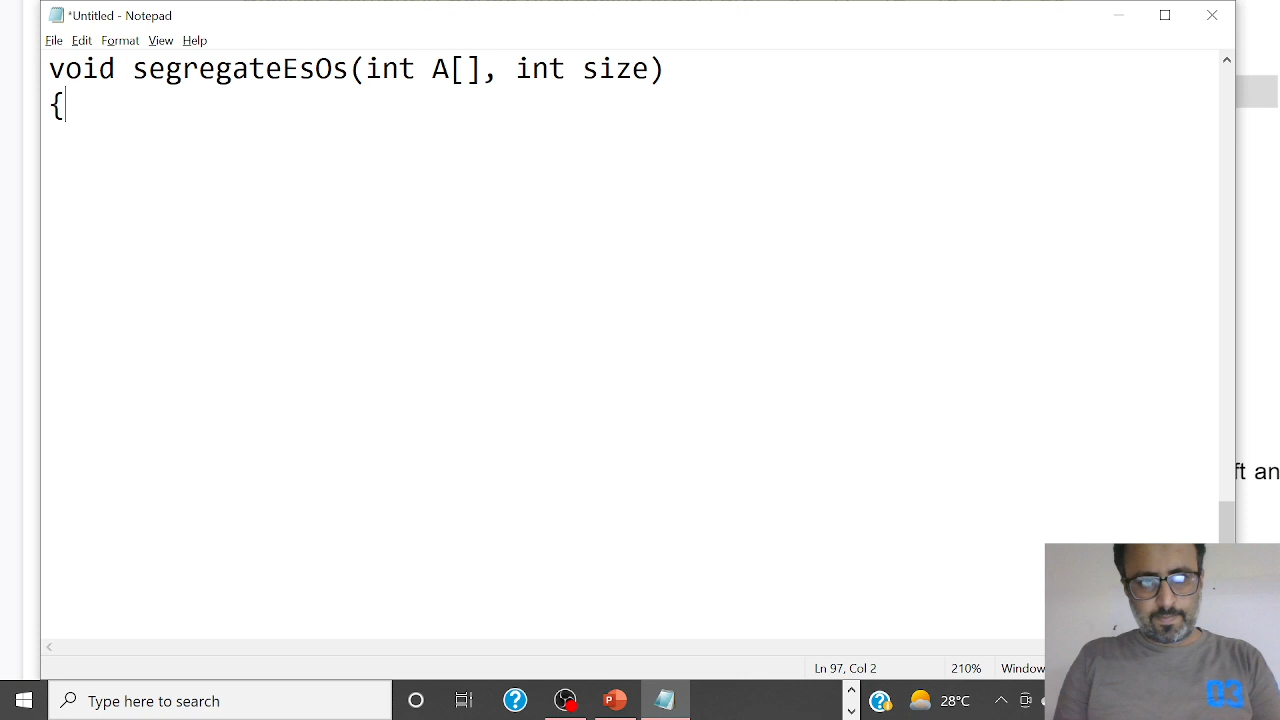 *Untitled - Notepad
File Edit Format View Help
void segregateEsOs(int A[], int size)
{
ft an
Ln 97, Col 2 210% Window
Type here to search
28°C
03